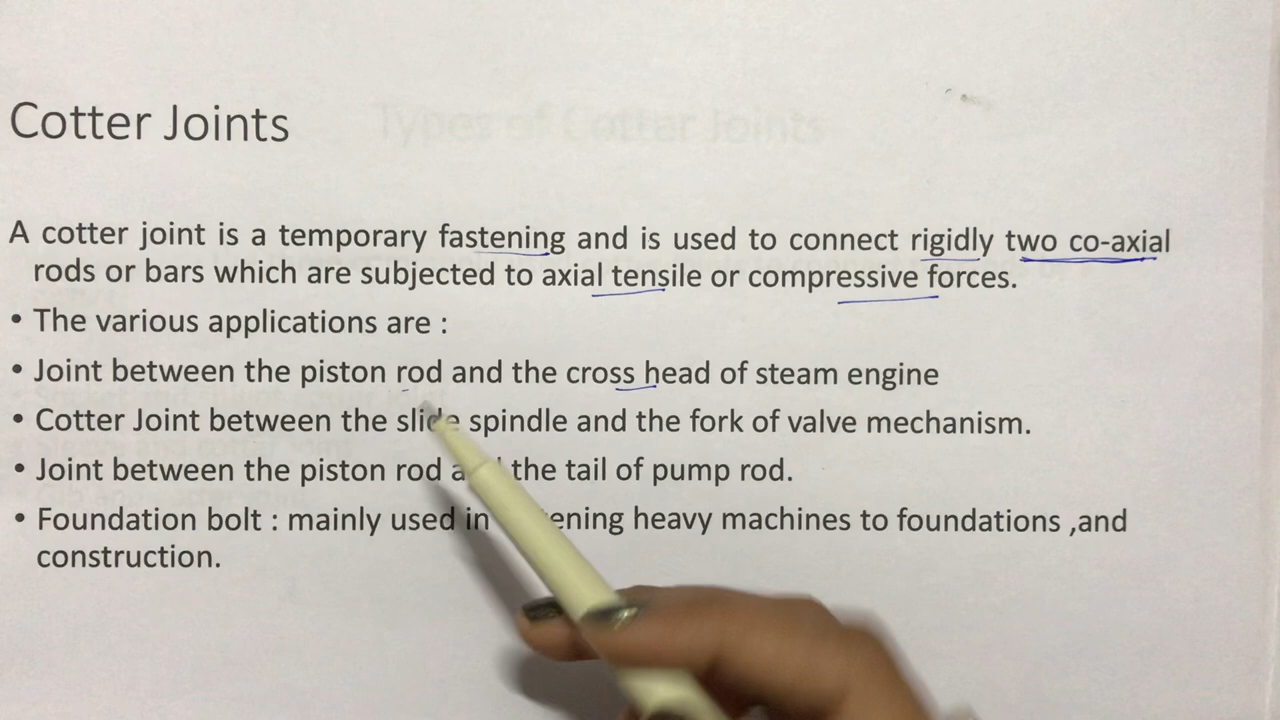 Cotter Joints
Types of Cotter Joints
A cotter joint is a temporary fastening and is used to connect rigidly two co-axial
rods or bars which are subjected to axial tensile or compressive forces.
• The various applications are :
• Joint between the piston rod and the cross head of steam engine
• Cotter Joint between the slide spindle and the fork of valve mechanism.
• Joint between the piston rod the tail of pump rod.
• Foundation bolt : mainly used in heavy machines to foundations ,and
construction.